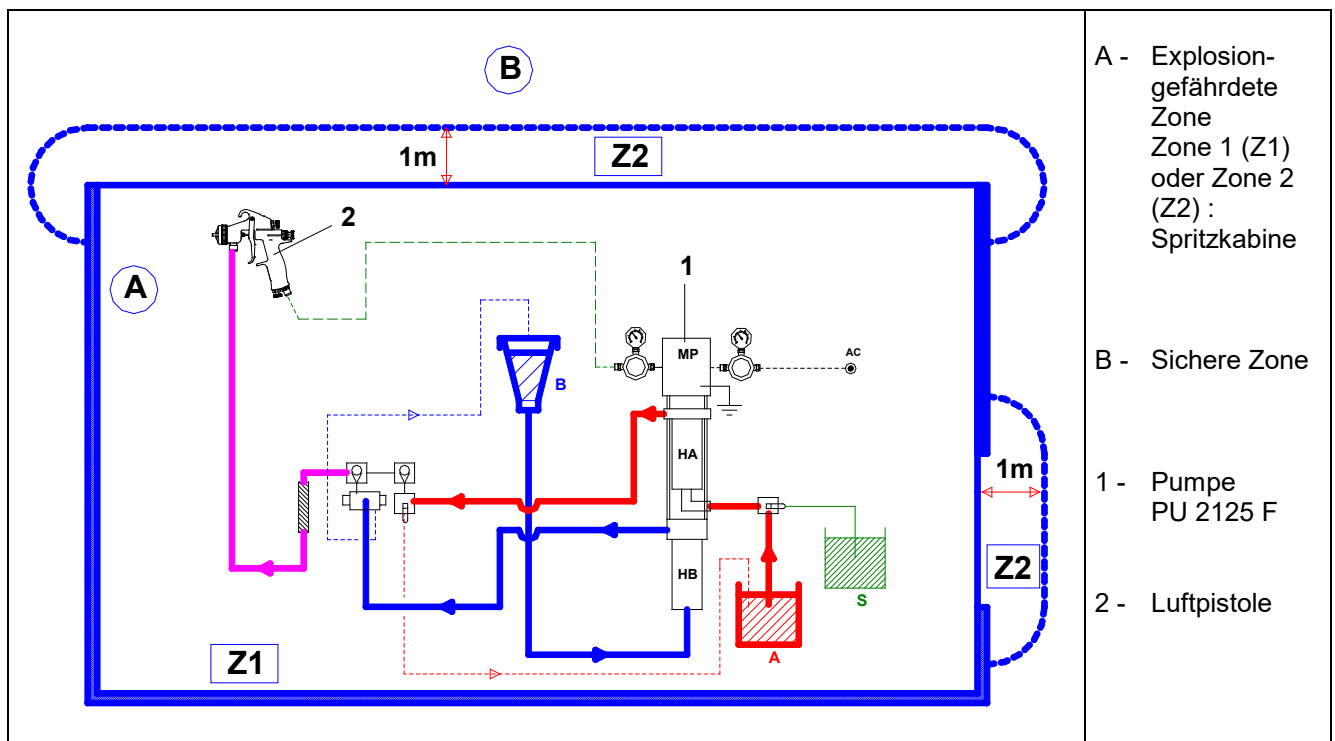 B
1m
Z2
2
A
1
MP
AC
B
HA
1m
HB
Z2
S
A
Z1
A - Explosion-
gefährdete
Zone
Zone 1 (Z1)
oder Zone 2
(Z2) :
Spritzkabine
B - Sichere Zone
1 - Pumpe
PU 2125 F
2 - Luftpistole